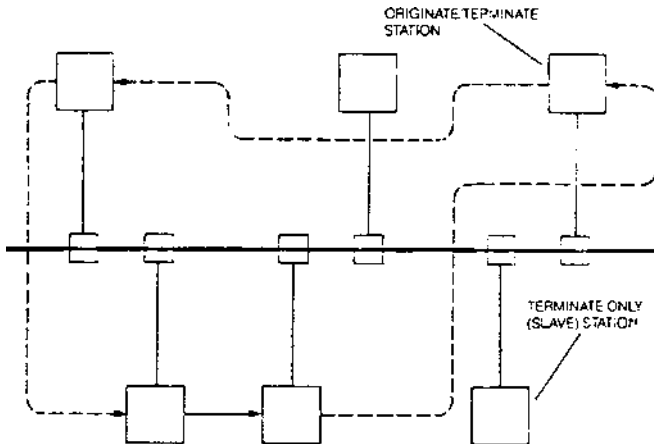 ORIGINATE/TERMINATE
STATION
TERMINATE ONLY
(SLAVE) STATION